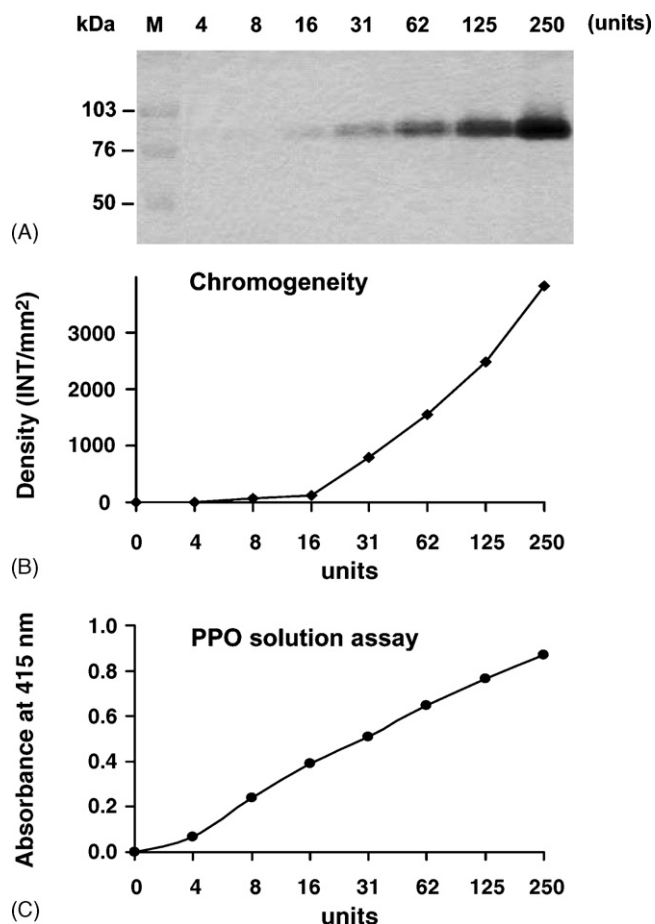 kDa M 4 8 16 31 62 125 250 (units)
103
76
50
(A)
Chromogeneity
Density (INT/mm²)
3000
2000
1000
0
0 4 8 16 31 62 125 250
units
(B)
PPO solution assay
Absorbance at 415 nm
1.0
0.8
0.6
0.4
0.2
0.0
0 4 8 16 31 62 125 250
units
(C)